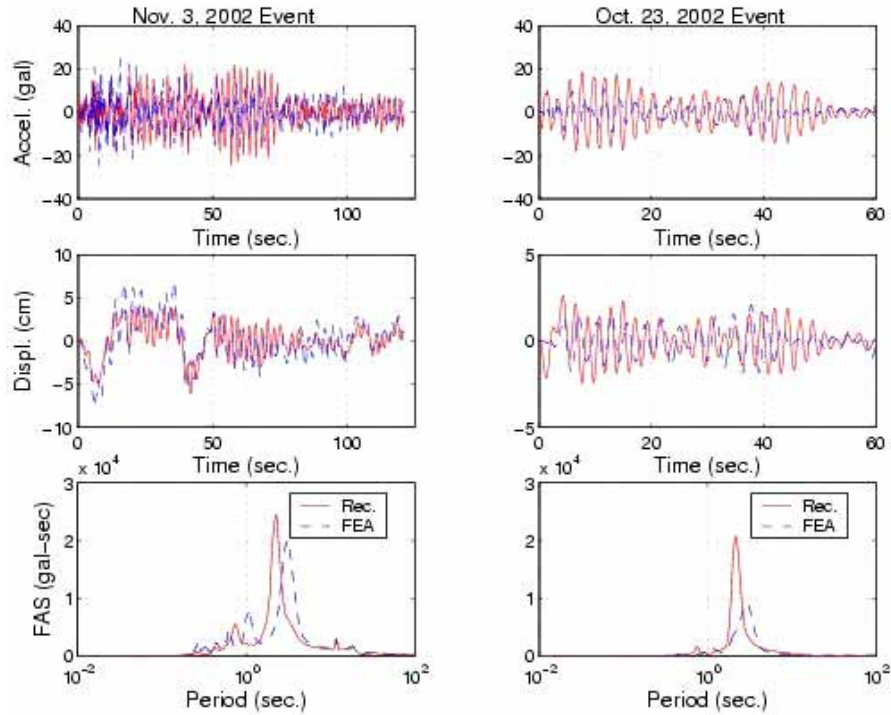 Nov. 3, 2002 Event
Oct. 23, 2002 Event
Accel. (gal)
40
20
0
−20
−40
0
50
100
Time (sec.)
40
20
0
−20
−40
0
20
40
60
Time (sec.)
Displ. (cm)
10
5
0
−5
−10
0
50
100
Time (sec.)
5
0
−5
0
20
40
60
Time (sec.)
x 10^4
FAS (gal−sec)
3
2
1
0
10^−2
10^0
10^2
Period (sec.)
Rec.
FEA
x 10^4
3
2
1
0
10^−2
10^0
10^2
Period (sec.)
Rec.
FEA